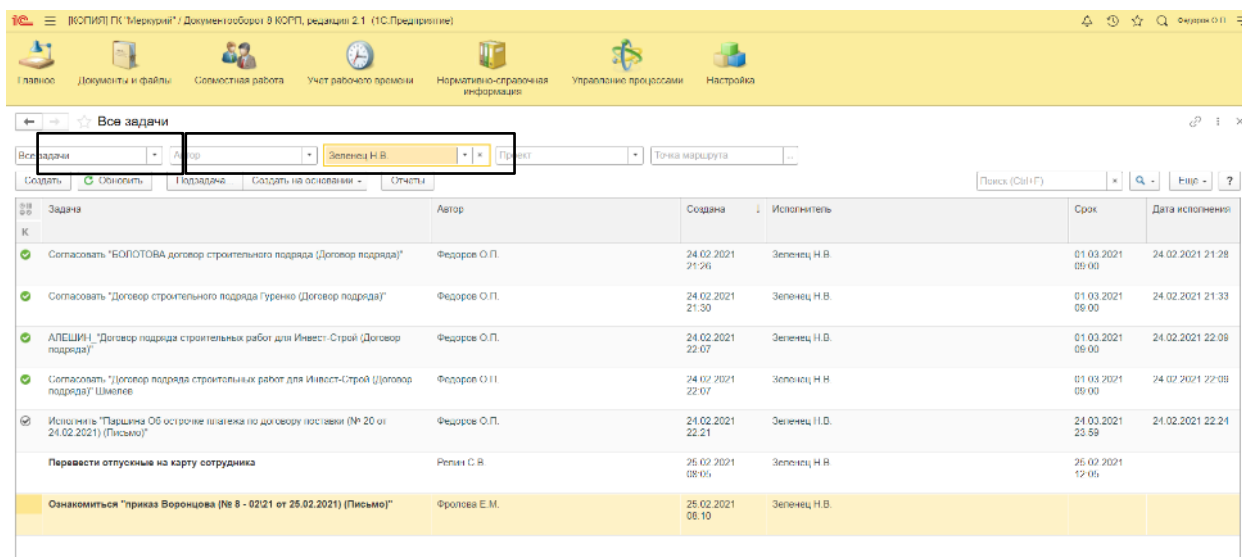 1С [КОПИЯ] ГК "Меркурий" / Документооборот 8 КОРП, редакция 2.1 (1С:Предприятие) Федоров О.П.
Главное Документы и файлы Совместная работа Учет рабочего времени Нормативно-справочная Управление процессами Настройка
информация
Все задачи
Все задачи Автор Зеленец Н.В. Проект Точка маршрута ...
Создать Обновить Подзадача Создать на основании Отчеты Поиск (Ctrl+F) × Еще ?
Задача Автор Создана ↓ Исполнитель Срок Дата исполнения
К
Согласовать "БОЛОТОВА договор строительного подряда (Договор подряда)" Федоров О.П. 24.02.2021 Зеленец Н.В. 01.03.2021 24.02.2021 21:28
21:26 09:00
Согласовать "Договор строительного подряда Гуренко (Договор подряда)" Федоров О.П. 24.02.2021 Зеленец Н.В. 01.03.2021 24.02.2021 21:33
21:30 09:00
АЛЕШИН_"Договор подряда строительных работ для Инвест-Строй (Договор Федоров О.П. 24.02.2021 Зеленец Н.В. 01.03.2021 24.02.2021 22:09
подряда)" 22:07 09:00
Согласовать "Договор подряда строительных работ для Инвест-Строй (Договор Федоров О.П. 24.02.2021 Зеленец Н.В. 01.03.2021 24.02.2021 22:09
подряда)" Шмелев 22:07 09:00
Исполнить "Паршина Об острочке платежа по договору поставки (№ 20 от Федоров О.П. 24.02.2021 Зеленец Н.В. 24.03.2021 24.02.2021 22:24
24.02.2021) (Письмо)" 22:21 23:59
Перевести отпускные на карту сотрудника Репин С.В. 25.02.2021 Зеленец Н.В. 25.02.2021
08:05 12:05
Ознакомиться "приказ Воронцова (№ 8 - 02\21 от 25.02.2021) (Письмо)" Фролова Е.М. 25.02.2021 Зеленец Н.В.
08:10